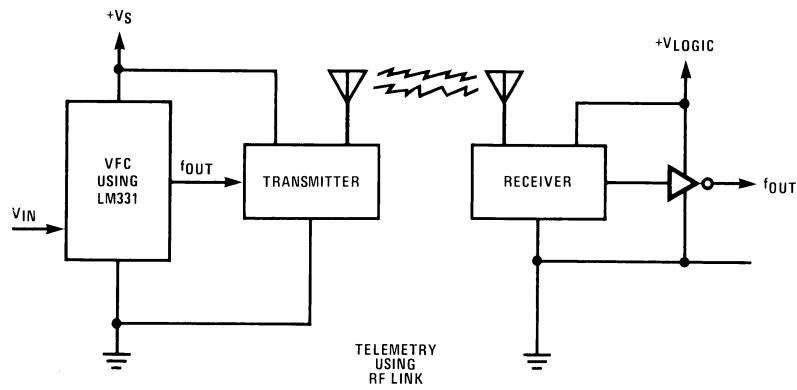 +VS
+VLOGIC
VFC
USING
LM331
fOUT
TRANSMITTER
RECEIVER
fOUT
VIN
TELEMETRY
USING
RF LINK